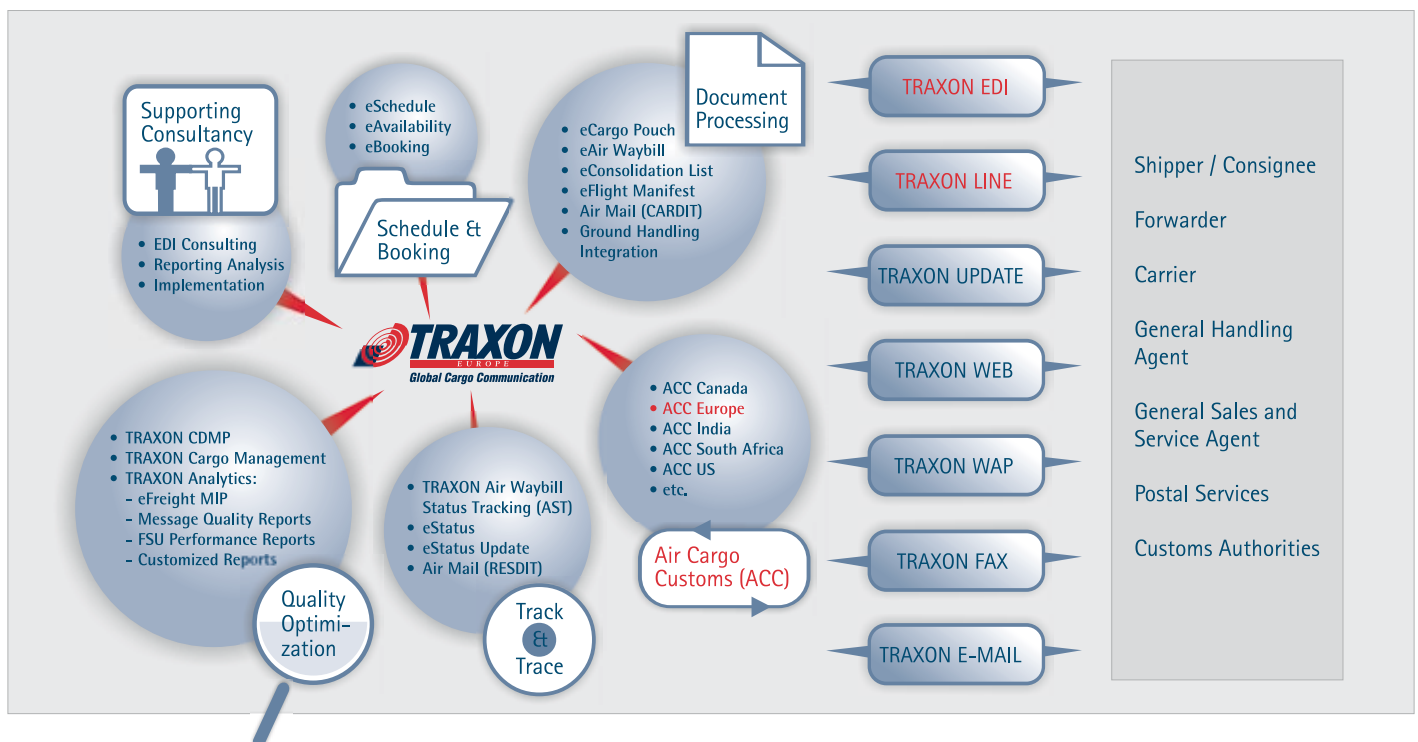 Supporting
Consultancy
• EDI Consulting
• Reporting Analysis
• Implementation
• eSchedule
• eAvailability
• eBooking
Schedule &
Booking
Document
Processing
• eCargo Pouch
• eAir Waybill
• eConsolidation List
• eFlight Manifest
• Air Mail (CARDIT)
• Ground Handling
Integration
TRAXON
EUROPE
Global Cargo Communication
• TRAXON CDMP
• TRAXON Cargo Management
• TRAXON Analytics:
- eFreight MIP
- Message Quality Reports
- FSU Performance Reports
- Customized Reports
Quality
Optimi-
zation
• TRAXON Air Waybill
Status Tracking (AST)
• eStatus
• eStatus Update
• Air Mail (RESDIT)
Track
&
Trace
• ACC Canada
• ACC Europe
• ACC India
• ACC South Africa
• ACC US
• etc.
Air Cargo
Customs (ACC)
TRAXON EDI
TRAXON LINE
TRAXON UPDATE
TRAXON WEB
TRAXON WAP
TRAXON FAX
TRAXON E-MAIL
Shipper / Consignee
Forwarder
Carrier
General Handling
Agent
General Sales and
Service Agent
Postal Services
Customs Authorities